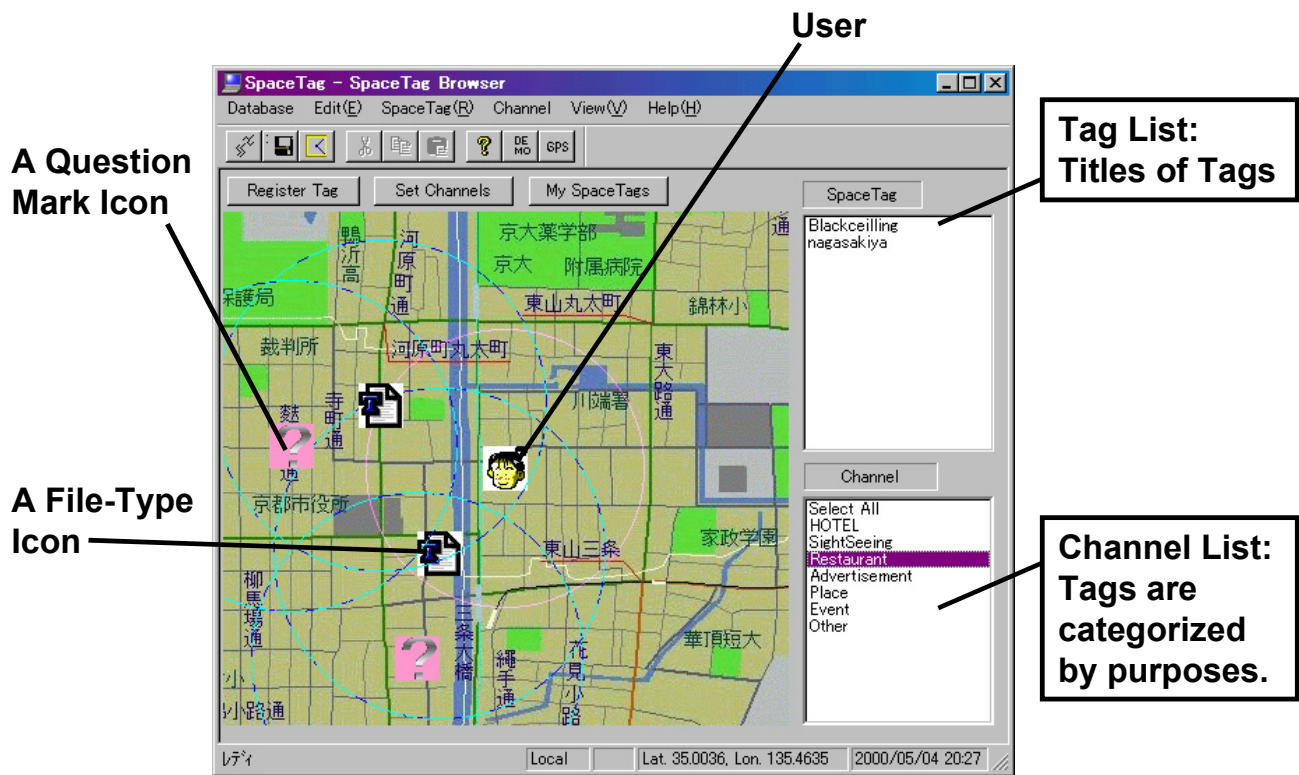 User
SpaceTag - SpaceTag Browser
Database Edit(E) SpaceTag(R) Channel View(V) Help(H)
DE MO GPS
Register Tag Set Channels My SpaceTags
SpaceTag
Blackceilling
nagasakiya
Tag List:
Titles of Tags
A Question
Mark Icon
A File-Type
Icon
鴨沂高
河原町通
京大薬学部
京大 附属病院
通
保護局
東山丸太町
錦林小
裁判所
河原町丸太町
東大路通
川端署
寺町通
麩
通
京都市役所
東山三条
家政学園
柳馬場通
三条大橋
縄手通
花見小路
華頂短大
小
小路通
Channel
Select All
HOTEL
SightSeeing
Restaurant
Advertisement
Place
Event
Other
Channel List:
Tags are
categorized
by purposes.
レディ Local Lat. 35.0036, Lon. 135.4635 2000/05/04 20:27